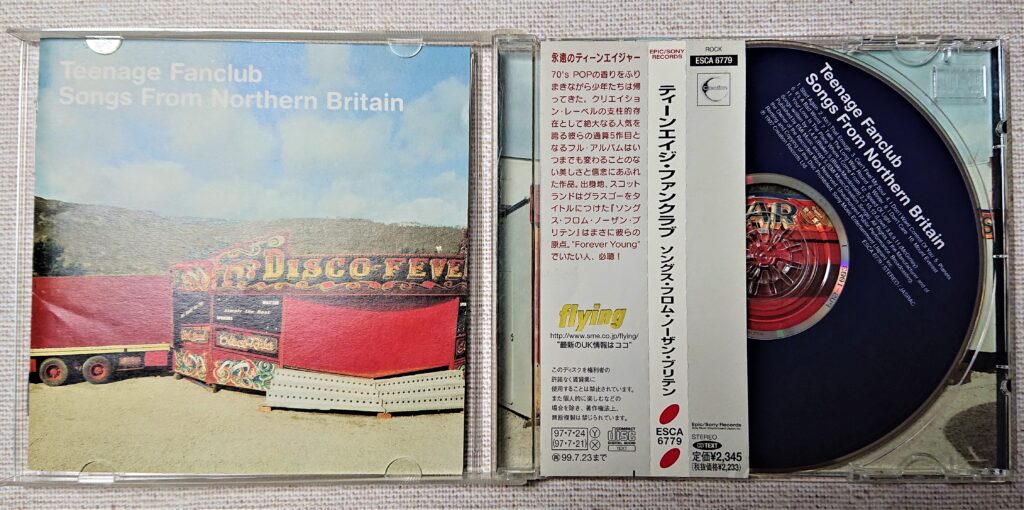 Teenage Fanclub
Songs From Northern Britain
DISCO-FEVE
Simply the Best
永遠のティーンエイジャー
70's POPの香りをふり
まきながら少年たちは帰
ってきた。クリエイショ
ン・レーベルの支柱的存
在として絶大なる人気を
誇る彼らの通算5作目と
なるフル・アルバムはい
つまでも変わることのな
い美しさと信念にあふれ
た作品。出身地、スコット
ランドはグラスゴーをタ
イトルにつけた『ソング
ス・フロム・ノーザン・ブ
リテン』はまさに彼らの
原点。"Forever Young"
でいたい人、必聴！
flying
http://www.sme.co.jp/flying/
"最新のUK情報はココ"
このディスクを権利者の
許諾なく賃貸業に
使用することは禁止されています。
また個人的に楽しむなどの
場合を除き、著作権法上、
無断複製は禁じられています。
97・7・24 Y
(97・7・21) X
COMPACT
disc
DIGITAL AUDIO
TEXT
再 99.7.23まで
EPIC/SONY
RECORDS
ティーンエイジ・ファンクラブ ソングス・フロム・ノーザン・ブリテン
ESCA
6779
ROCK
ESCA 6779
Epic/Sony Records
STEREO
CD TEXT
定価¥2,345
(税抜価格¥2,233)
Teenage Fanclub
Songs From Northern Britain